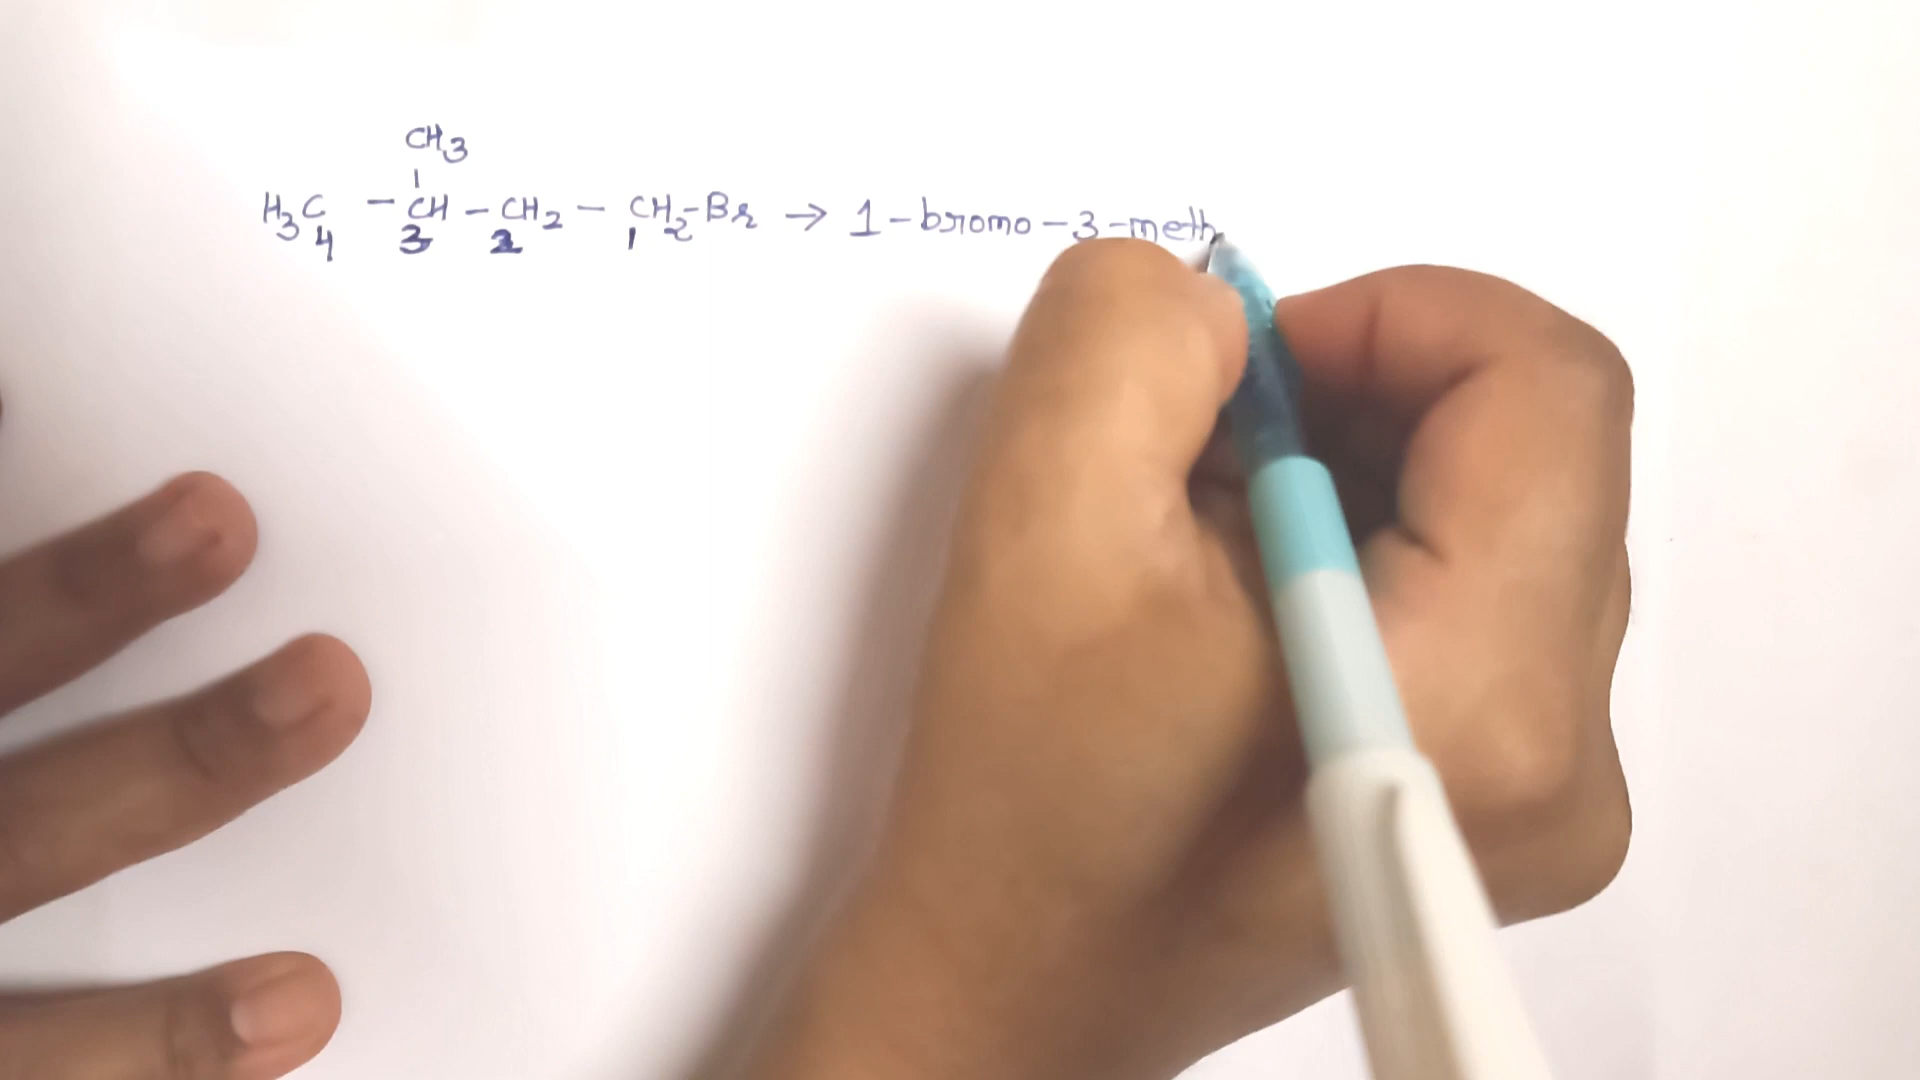 CH3
H3C - CH - CH2 - CH2-Br → 1-bromo-3-meth
4 3 2 1